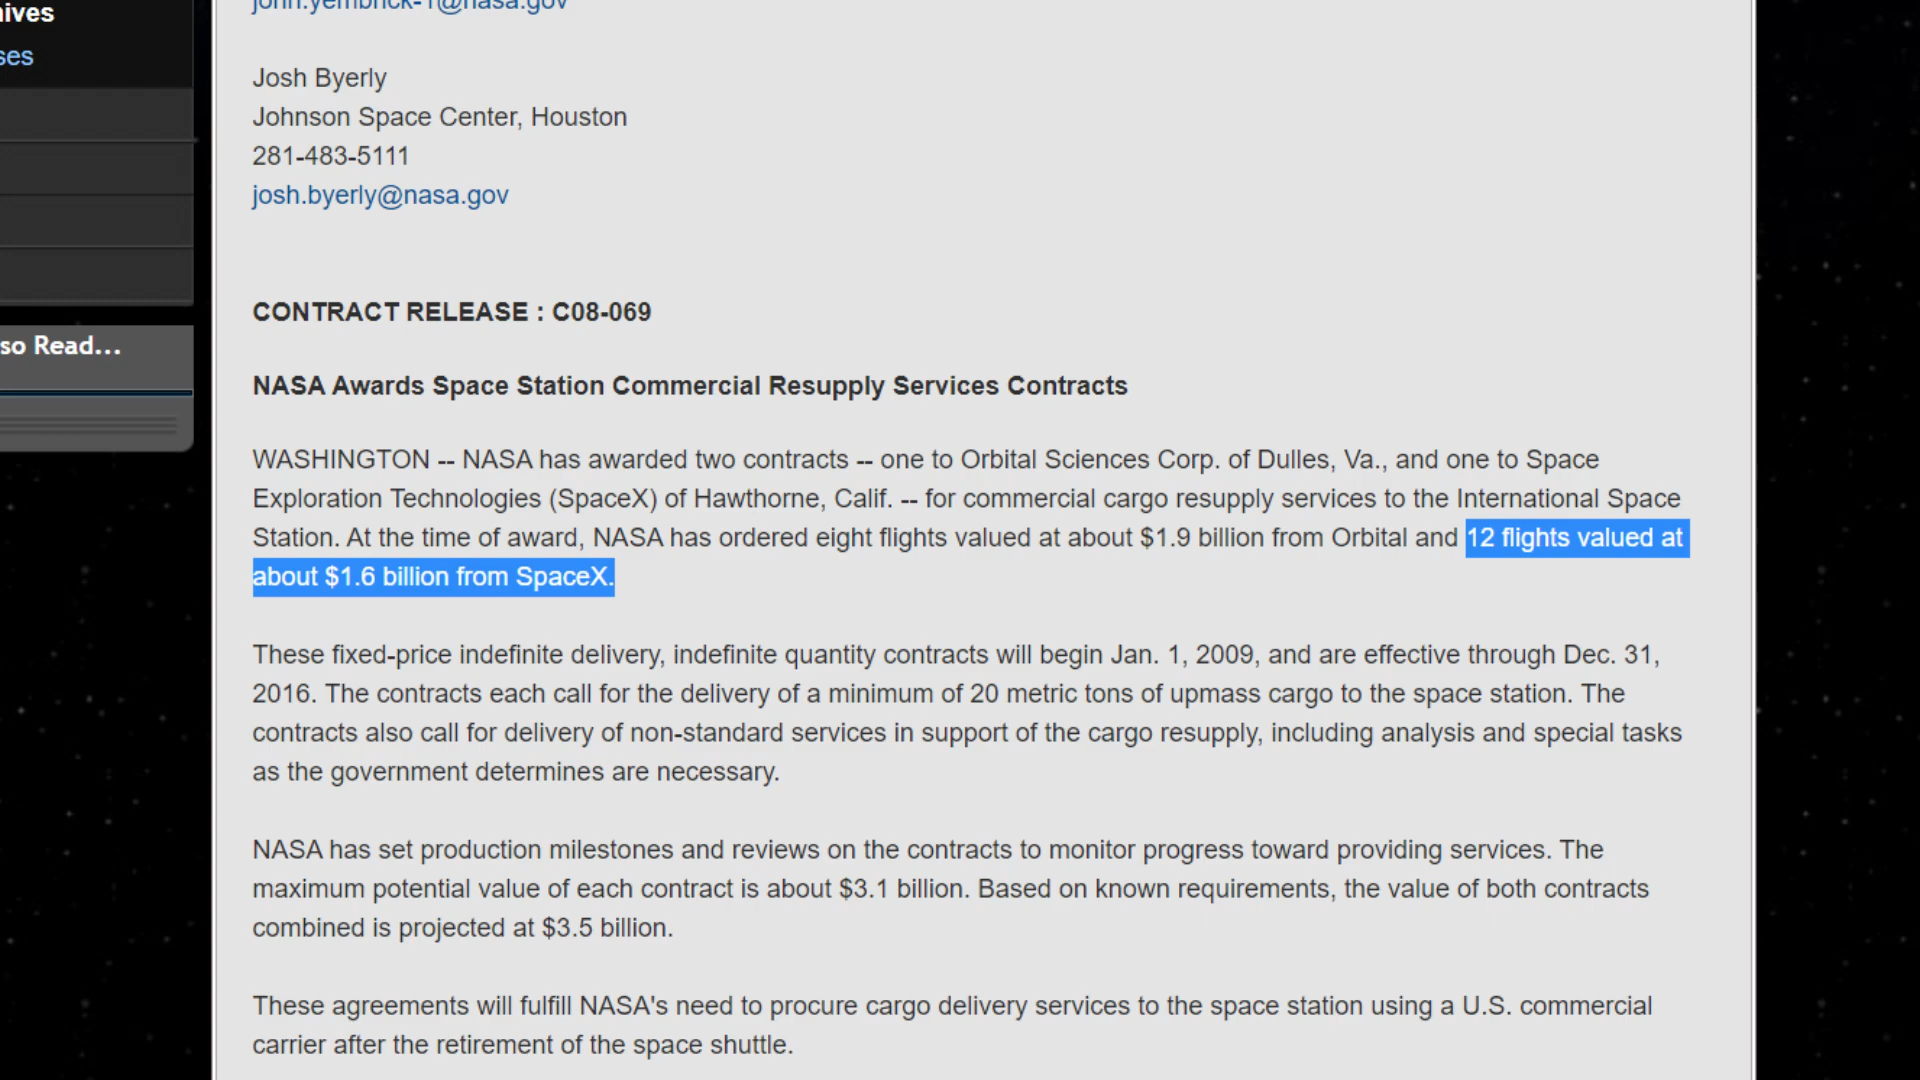 hives
ses
so Read...
john.yembrick-1@nasa.gov
Josh Byerly
Johnson Space Center, Houston
281-483-5111
josh.byerly@nasa.gov
CONTRACT RELEASE : C08-069
NASA Awards Space Station Commercial Resupply Services Contracts
WASHINGTON -- NASA has awarded two contracts -- one to Orbital Sciences Corp. of Dulles, Va., and one to Space
Exploration Technologies (SpaceX) of Hawthorne, Calif. -- for commercial cargo resupply services to the International Space
Station. At the time of award, NASA has ordered eight flights valued at about $1.9 billion from Orbital and 12 flights valued at
about $1.6 billion from SpaceX.
These fixed-price indefinite delivery, indefinite quantity contracts will begin Jan. 1, 2009, and are effective through Dec. 31,
2016. The contracts each call for the delivery of a minimum of 20 metric tons of upmass cargo to the space station. The
contracts also call for delivery of non-standard services in support of the cargo resupply, including analysis and special tasks
as the government determines are necessary.
NASA has set production milestones and reviews on the contracts to monitor progress toward providing services. The
maximum potential value of each contract is about $3.1 billion. Based on known requirements, the value of both contracts
combined is projected at $3.5 billion.
These agreements will fulfill NASA's need to procure cargo delivery services to the space station using a U.S. commercial
carrier after the retirement of the space shuttle.